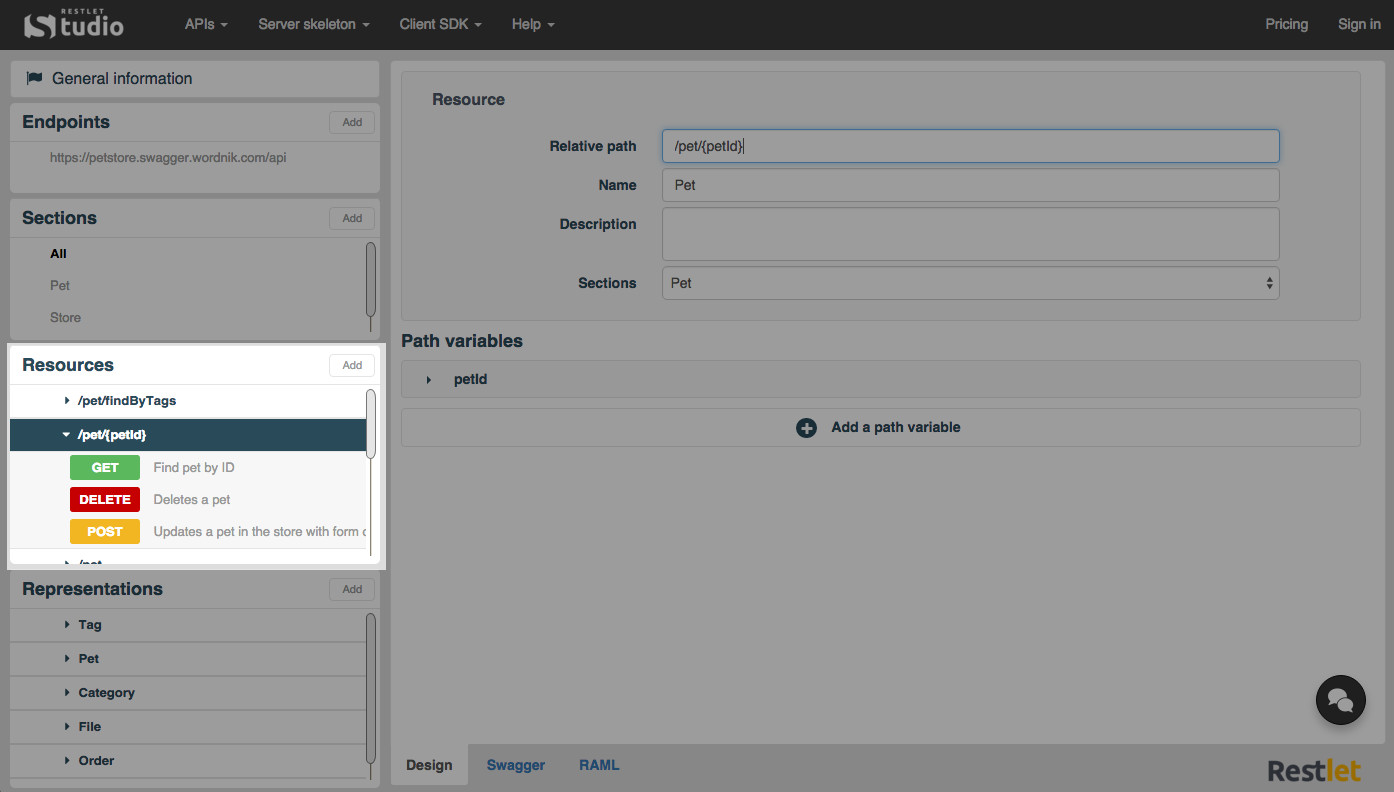 RESTLET
Studio
APIs
Server skeleton
Client SDK
Help
Pricing
Sign in
General information
Endpoints
Add
https://petstore.swagger.wordnik.com/api
Sections
Add
All
Pet
Store
Resources
Add
/pet/findByTags
/pet/{petId}
GET Find pet by ID
DELETE Deletes a pet
POST Updates a pet in the store with form
/pet
Representations
Add
Tag
Pet
Category
File
Order
Resource
Relative path /pet/{petId}
Name Pet
Description
Sections Pet
Path variables
petId
Add a path variable
Design
Swagger
RAML
Restlet